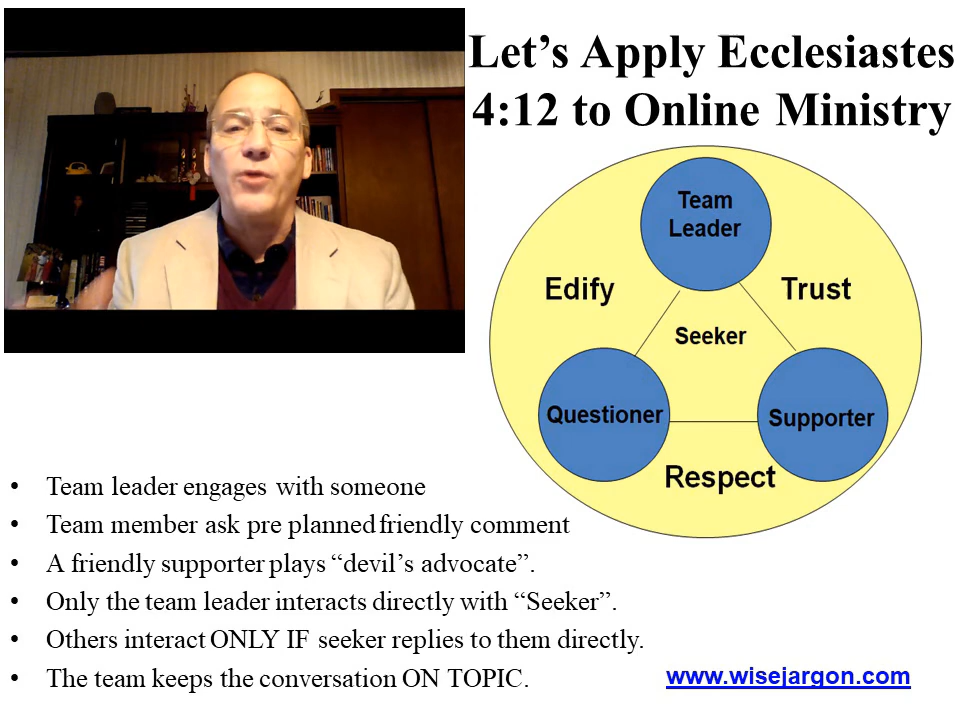 Let’s Apply Ecclesiastes
4:12 to Online Ministry
Team
Leader
Edify
Trust
Seeker
Questioner
Supporter
Respect
• Team leader engages with someone
• Team member ask pre planned friendly comment
• A friendly supporter plays “devil’s advocate”.
• Only the team leader interacts directly with “Seeker”.
• Others interact ONLY IF seeker replies to them directly.
• The team keeps the conversation ON TOPIC.
www.wisejargon.com